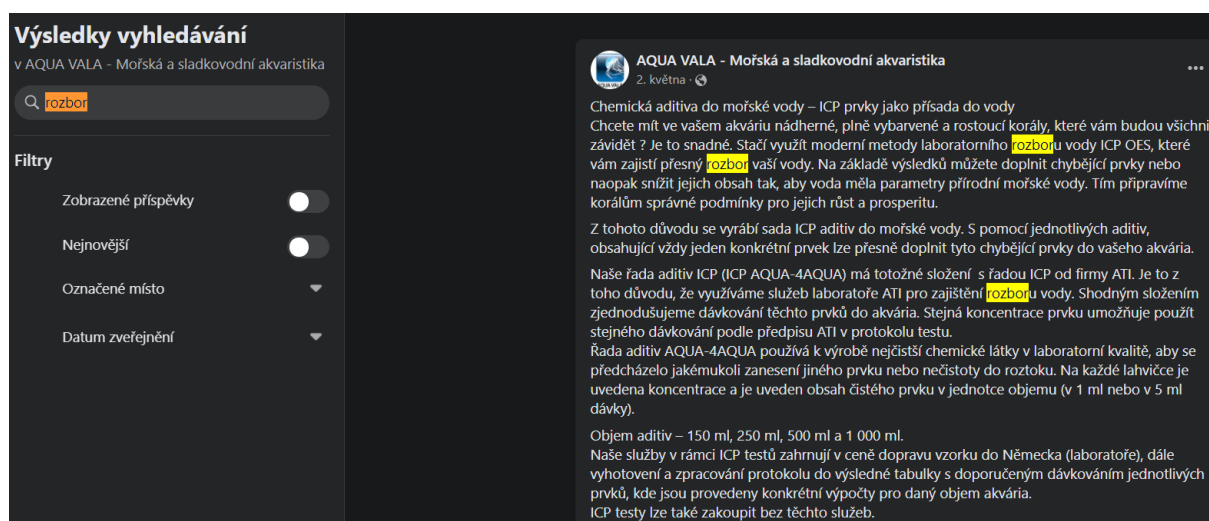 Výsledky vyhledávání
v AQUA VALA - Mořská a sladkovodní akvaristika
rozbor
Filtry
Zobrazené příspěvky
Nejnovější
Označené místo
Datum zveřejnění
AQUA VALA - Mořská a sladkovodní akvaristika
2. května ·
Chemická aditiva do mořské vody – ICP prvky jako přísada do vody
Chcete mít ve vašem akváriu nádherné, plně vybarvené a rostoucí korály, které vám budou všichni
závidět ? Je to snadné. Stačí využít moderní metody laboratorního rozboru vody ICP OES, které
vám zajistí přesný rozbor vaší vody. Na základě výsledků můžete doplnit chybějící prvky nebo
naopak snížit jejich obsah tak, aby voda měla parametry přírodní mořské vody. Tím připravíme
korálům správné podmínky pro jejich růst a prosperitu.
Z tohoto důvodu se vyrábí sada ICP aditiv do mořské vody. S pomocí jednotlivých aditiv,
obsahující vždy jeden konkrétní prvek lze přesně doplnit tyto chybějící prvky do vašeho akvária.
Naše řada aditiv ICP (ICP AQUA-4AQUA) má totožné složení s řadou ICP od firmy ATI. Je to z
toho důvodu, že využíváme služeb laboratoře ATI pro zajištění rozboru vody. Shodným složením
zjednodušujeme dávkování těchto prvků do akvária. Stejná koncentrace prvku umožňuje použít
stejného dávkování podle předpisu ATI v protokolu testu.
Řada aditiv AQUA-4AQUA používá k výrobě nejčistší chemické látky v laboratorní kvalitě, aby se
předcházelo jakémukoli zanesení jiného prvku nebo nečistoty do roztoku. Na každé lahvičce je
uvedena koncentrace a je uveden obsah čistého prvku v jednotce objemu (v 1 ml nebo v 5 ml
dávky).
Objem aditiv – 150 ml, 250 ml, 500 ml a 1 000 ml.
Naše služby v rámci ICP testů zahrnují v ceně dopravu vzorku do Německa (laboratoře), dále
vyhotovení a zpracování protokolu do výsledné tabulky s doporučeným dávkováním jednotlivých
prvků, kde jsou provedeny konkrétní výpočty pro daný objem akvária.
ICP testy lze také zakoupit bez těchto služeb.